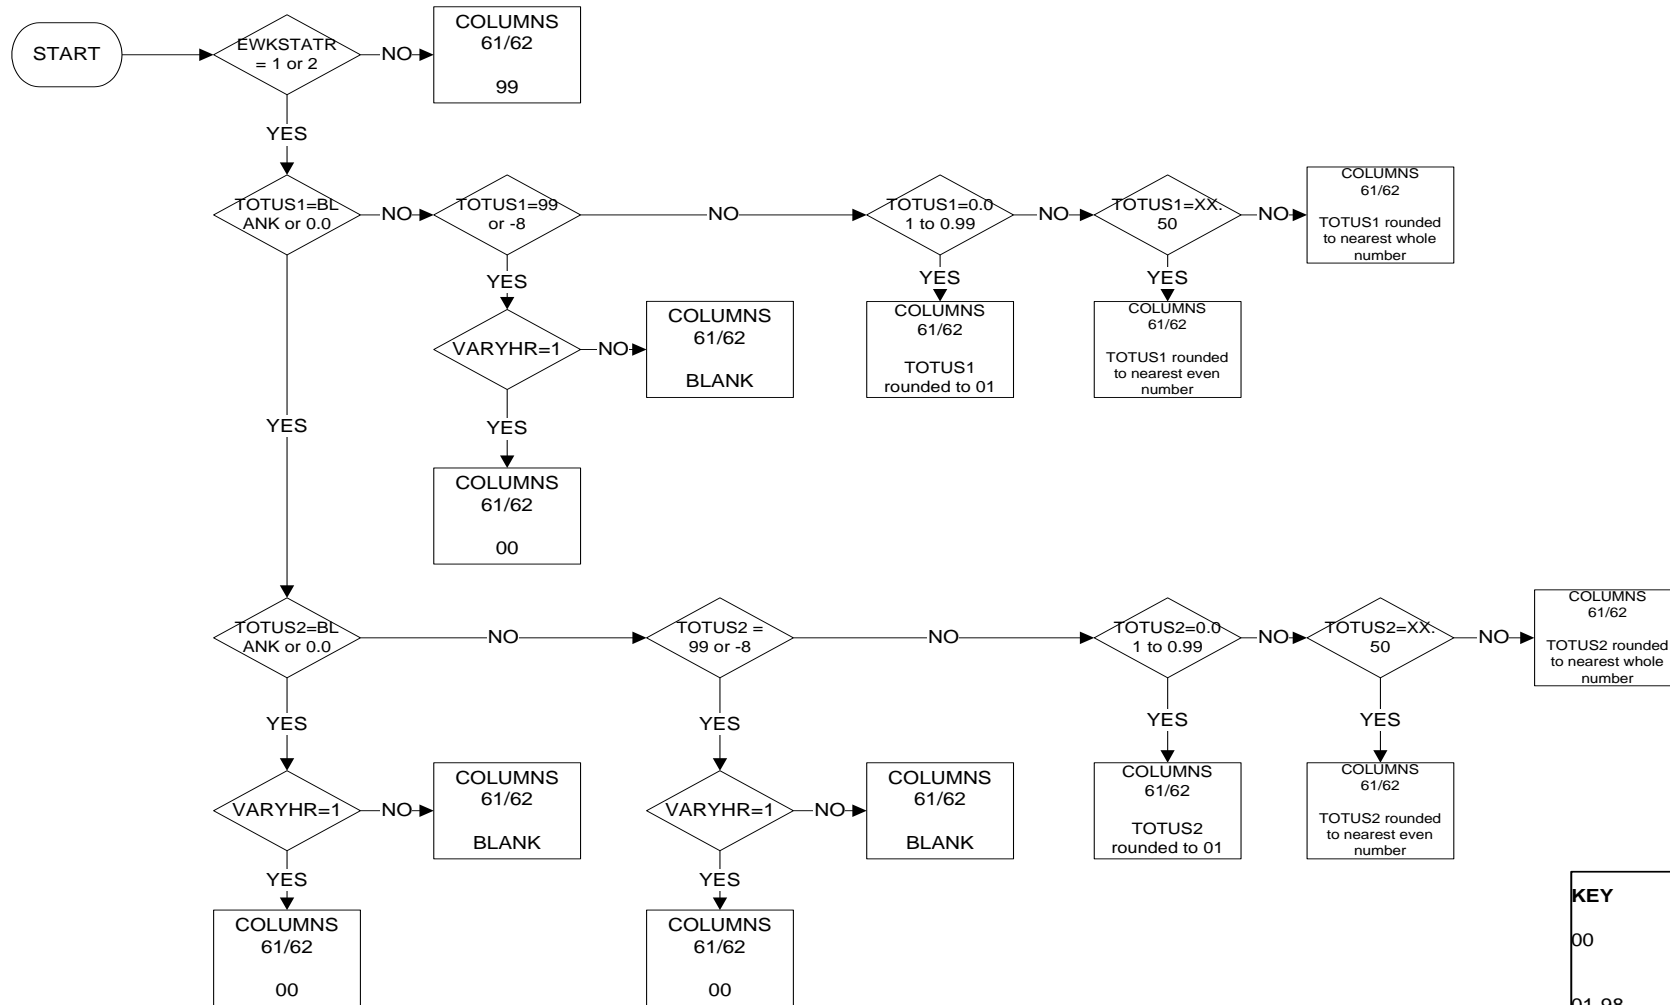 START
EWKSTATR
= 1 or 2
NO
COLUMNS
61/62
99
YES
TOTUS1=BL
ANK or 0.0
NO
TOTUS1=99
or -8
NO
TOTUS1=0.0
1 to 0.99
NO
TOTUS1=XX.
50
NO
COLUMNS
61/62
TOTUS1 rounded
to nearest whole
number
YES
VARYHR=1
NO
COLUMNS
61/62
BLANK
YES
COLUMNS
61/62
TOTUS1
rounded to 01
YES
COLUMNS
61/62
TOTUS1 rounded
to nearest even
number
YES
COLUMNS
61/62
00
YES
TOTUS2=BL
ANK or 0.0
NO
TOTUS2 =
99 or -8
NO
TOTUS2=0.0
1 to 0.99
NO
TOTUS2=XX.
50
NO
COLUMNS
61/62
TOTUS2 rounded
to nearest whole
number
YES
VARYHR=1
NO
COLUMNS
61/62
BLANK
YES
VARYHR=1
NO
COLUMNS
61/62
BLANK
YES
COLUMNS
61/62
TOTUS2
rounded to 01
YES
COLUMNS
61/62
TOTUS2 rounded
to nearest even
number
YES
COLUMNS
61/62
00
YES
COLUMNS
61/62
00
KEY
00
01-98